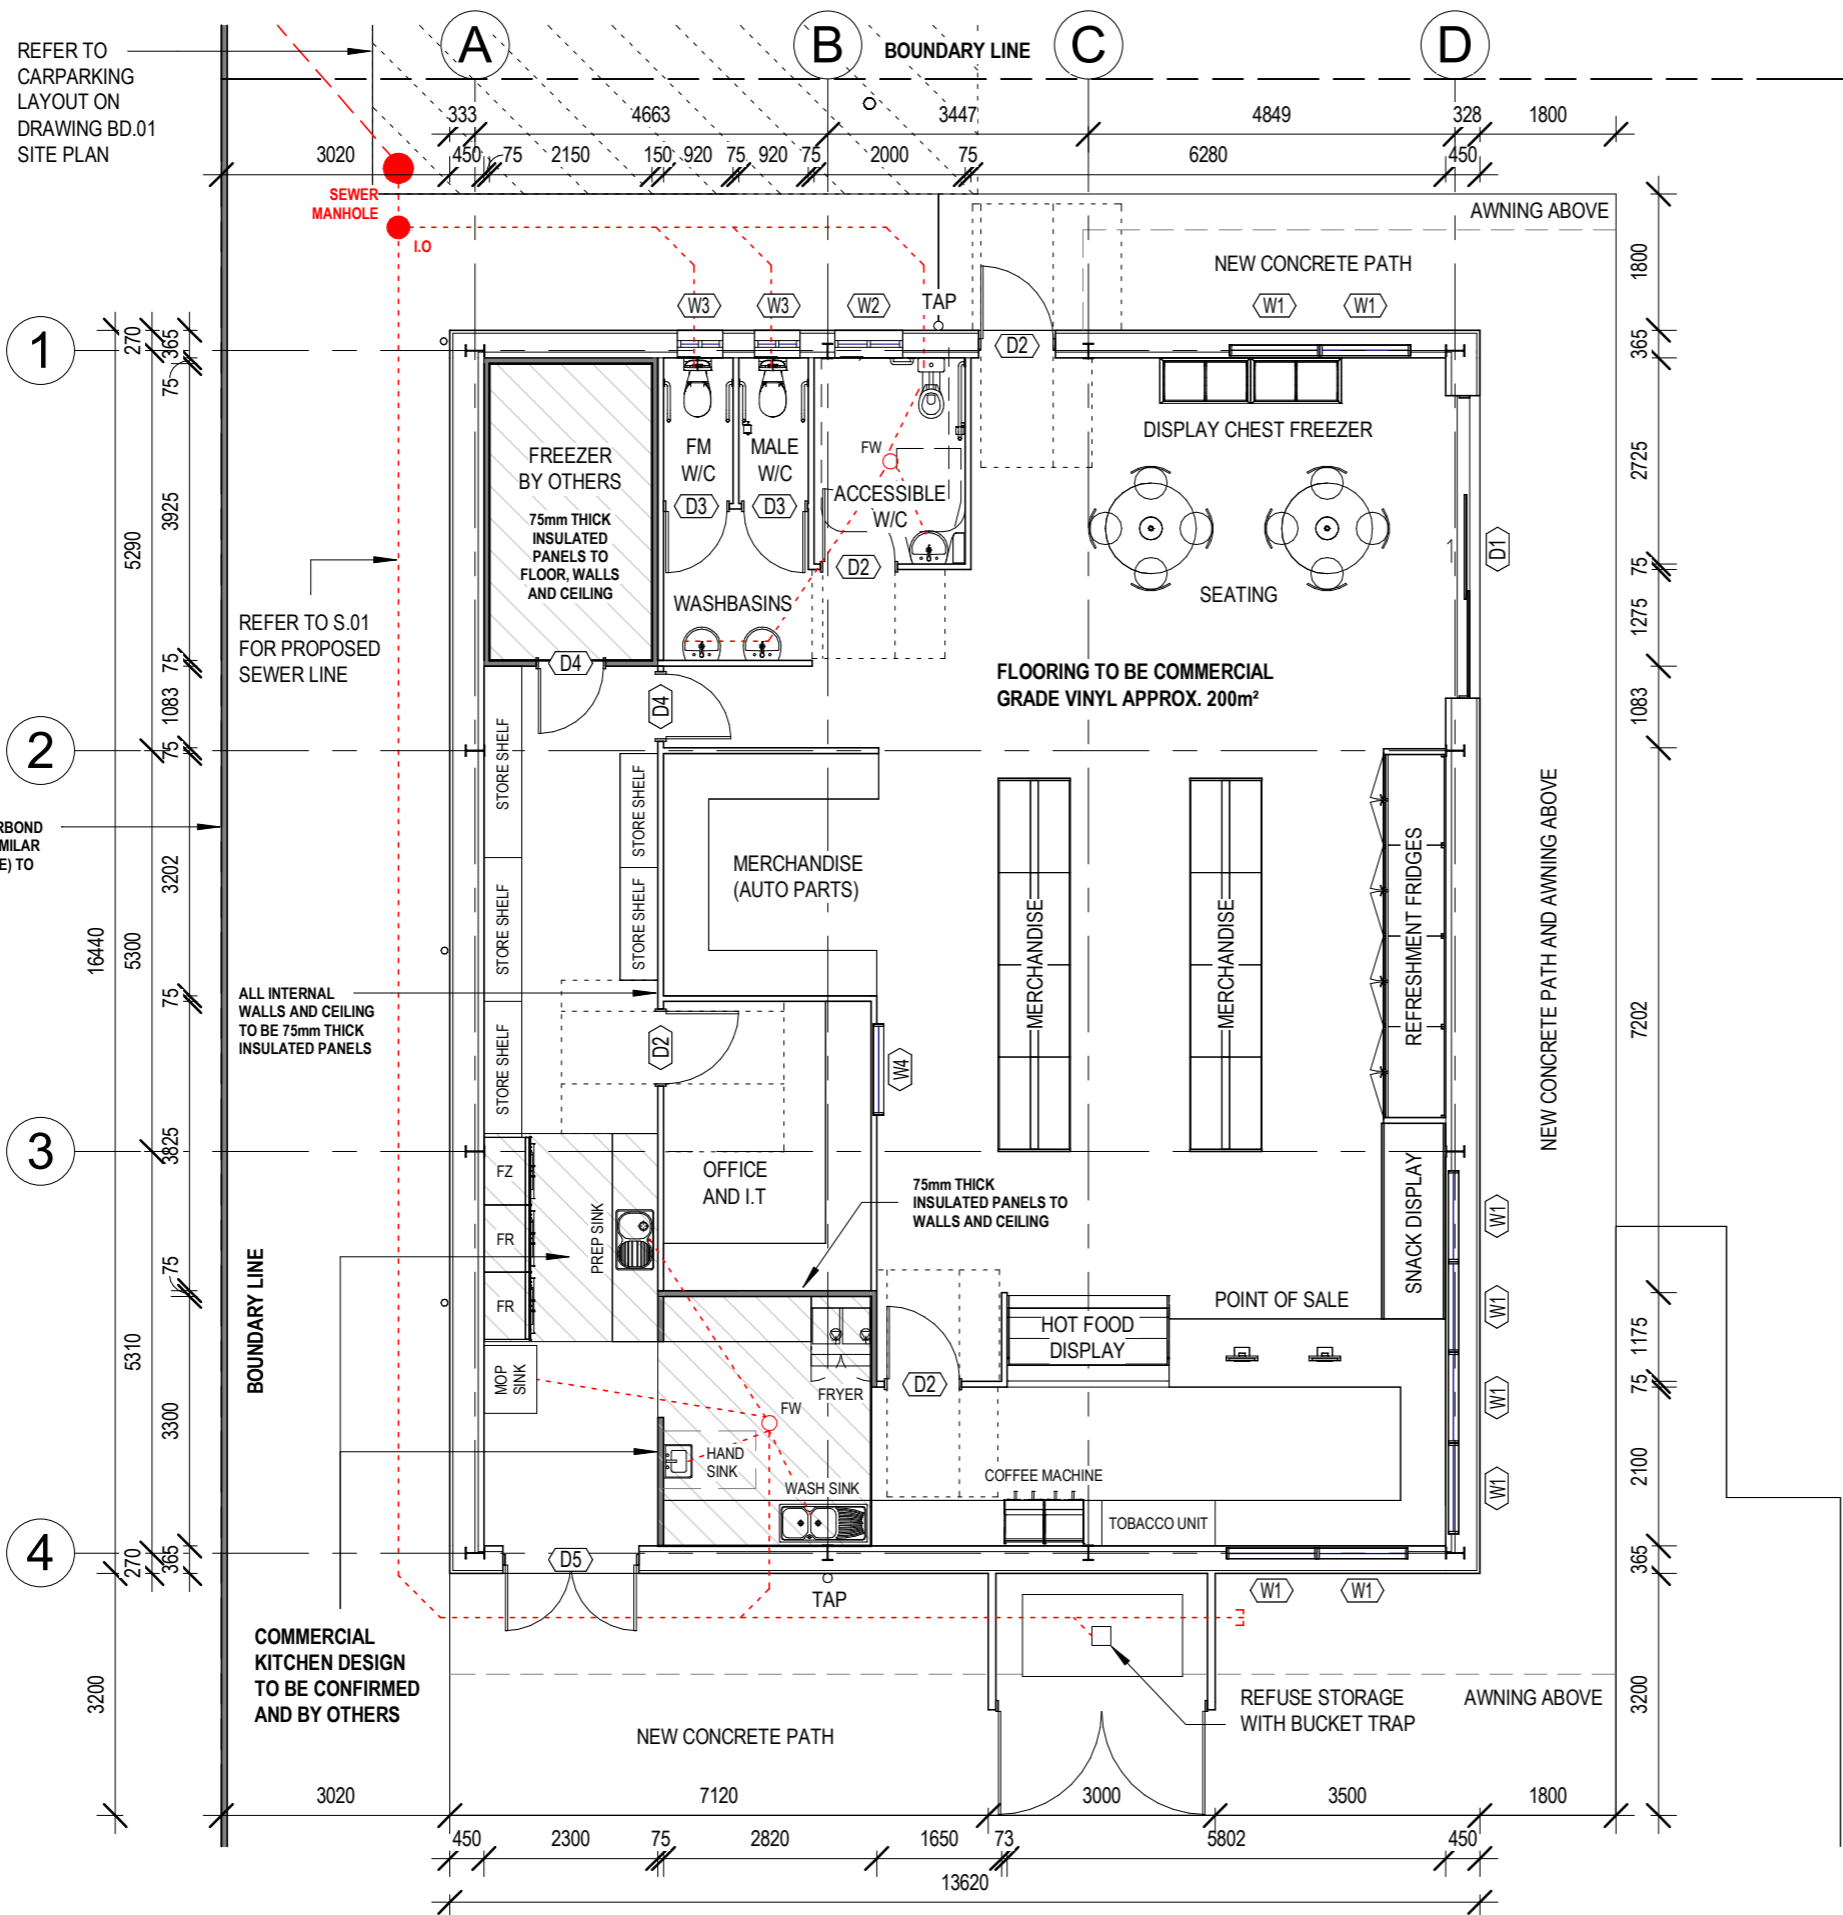 REFER TO
CARPARKING
LAYOUT ON
DRAWING BD.01
SITE PLAN
A
B
BOUNDARY LINE
C
D
333
4663
3447
4849
328
1800
3020
450
75
2150
150
920
75
920
75
2000
75
6280
450
SEWER
MANHOLE
I.O
AWNING ABOVE
NEW CONCRETE PATH
W3
W3
W2
TAP
W1
W1
1
270
365
75
D2
1800
365
DISPLAY CHEST FREEZER
FREEZER
BY OTHERS
75mm THICK
INSULATED
PANELS TO
FLOOR, WALLS
AND CEILING
FM
W/C
MALE
W/C
FW
D3
D3
ACCESSIBLE
W/C
D2
2725
D1
5290
3925
SEATING
75
1275
REFER TO S.01
FOR PROPOSED
SEWER LINE
WASHBASINS
D4
D4
75
1083
75
FLOORING TO BE COMMERCIAL
GRADE VINYL APPROX. 200m²
1083
2
STORE SHELF
STORE SHELF
RBOND
MILAR
E) TO
MERCHANDISE
(AUTO PARTS)
STORE SHELF
STORE SHELF
MERCHANDISE
MERCHANDISE
REFRESHMENT FRIDGES
NEW CONCRETE PATH AND AWNING ABOVE
3202
16440
5300
75
ALL INTERNAL
WALLS AND CEILING
TO BE 75mm THICK
INSULATED PANELS
STORE SHELF
D2
W4
7202
3
3825
FZ
FR
FR
PREP SINK
OFFICE
AND I.T
75mm THICK
INSULATED PANELS TO
WALLS AND CEILING
SNACK DISPLAY
W1
BOUNDARY LINE
75
POINT OF SALE
W1
HOT FOOD
DISPLAY
5310
3300
MOP
SINK
FRYER
D2
1175
75
W1
FW
HAND
SINK
WASH SINK
COFFEE MACHINE
TOBACCO UNIT
2100
W1
4
270
365
D5
TAP
W1
W1
365
COMMERCIAL
KITCHEN DESIGN
TO BE CONFIRMED
AND BY OTHERS
3200
NEW CONCRETE PATH
REFUSE STORAGE
WITH BUCKET TRAP
AWNING ABOVE
3200
3020
7120
3000
3500
1800
450
2300
75
2820
1650
73
5802
450
13620